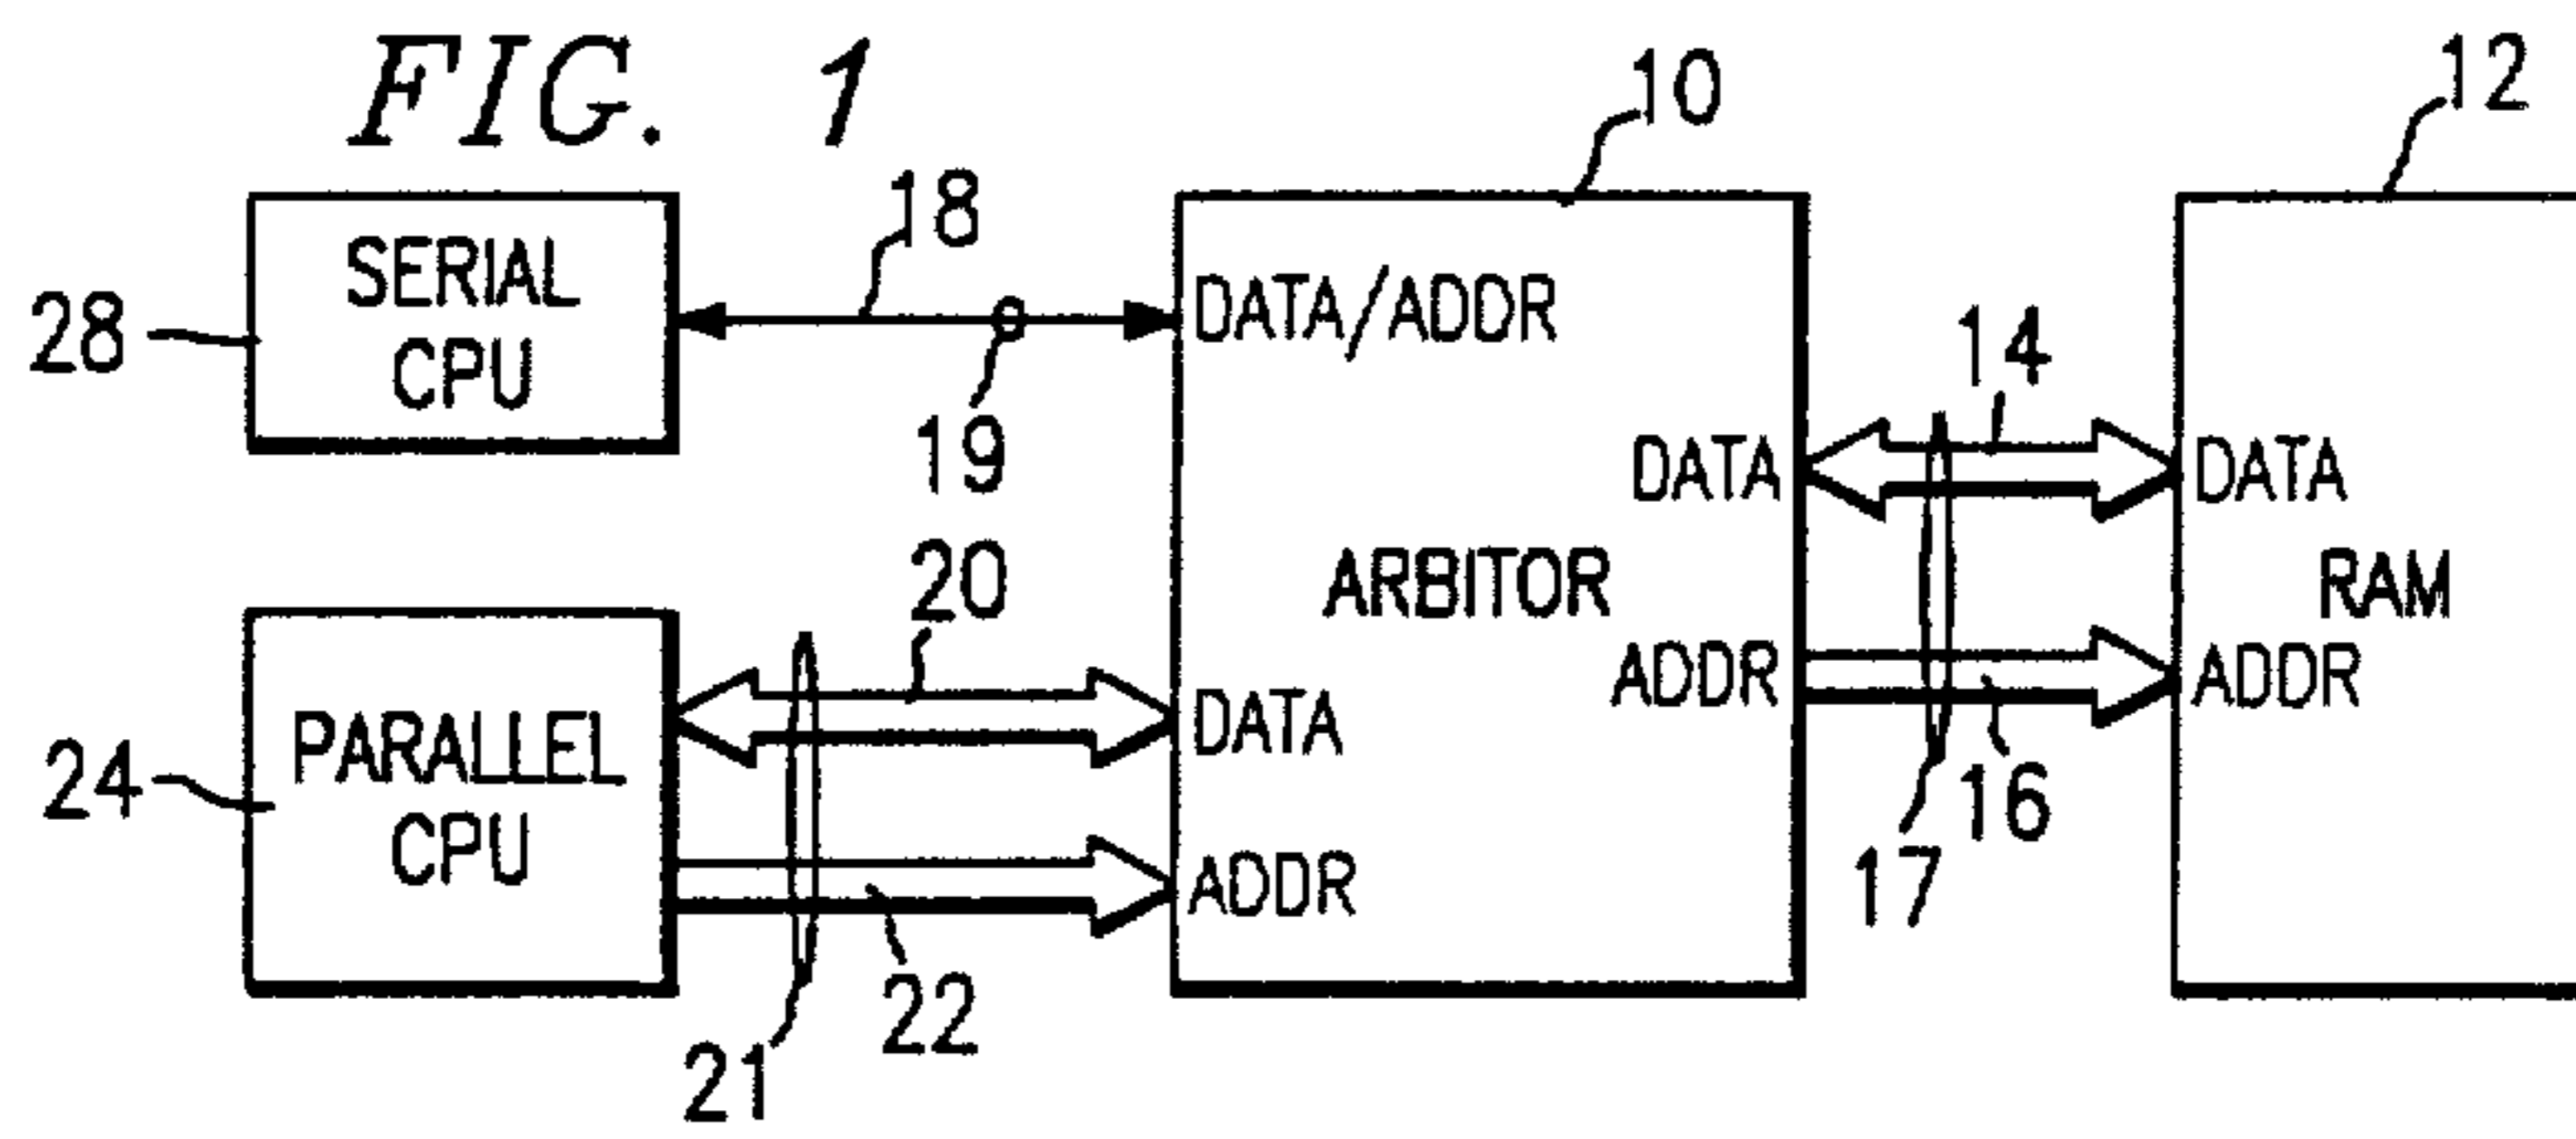 FIG. 1
10
12
18
SERIAL
CPU
28
DATA/ADDR
19
14
DATA
DATA
20
ARBITOR
RAM
ADDR
ADDR
PARALLEL
CPU
24
DATA
16
17
ADDR
22
21